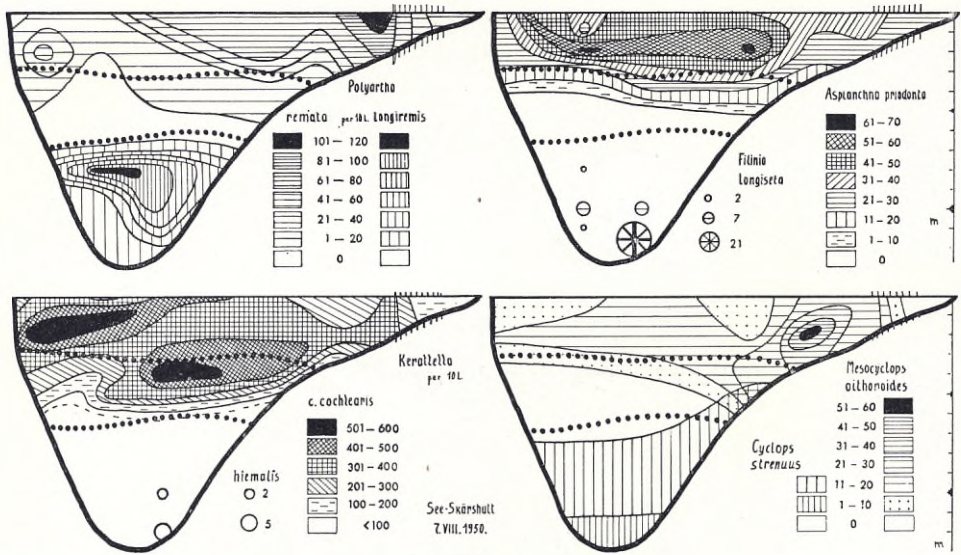 Polyartha
remata per 10 L. longiremis
101 — 120
81 — 100
61 — 80
41 — 60
21 — 40
1 — 20
0
Filinia
longiseta
2
7
21
Asplanchna priodonta
61 — 70
51 — 60
41 — 50
31 — 40
21 — 30
11 — 20
1 — 10
0
m
Kerattella
per 10 L
c. cochlearis
501 — 600
401 — 500
301 — 400
201 — 300
100 — 200
< 100
hiemalis
2
5
See-Skärshult
7. VIII. 1950.
Mesocyclops
oithonoides
51 — 60
41 — 50
31 — 40
21 — 30
11 — 20
1 — 10
0
Cyclops
strenuus
m